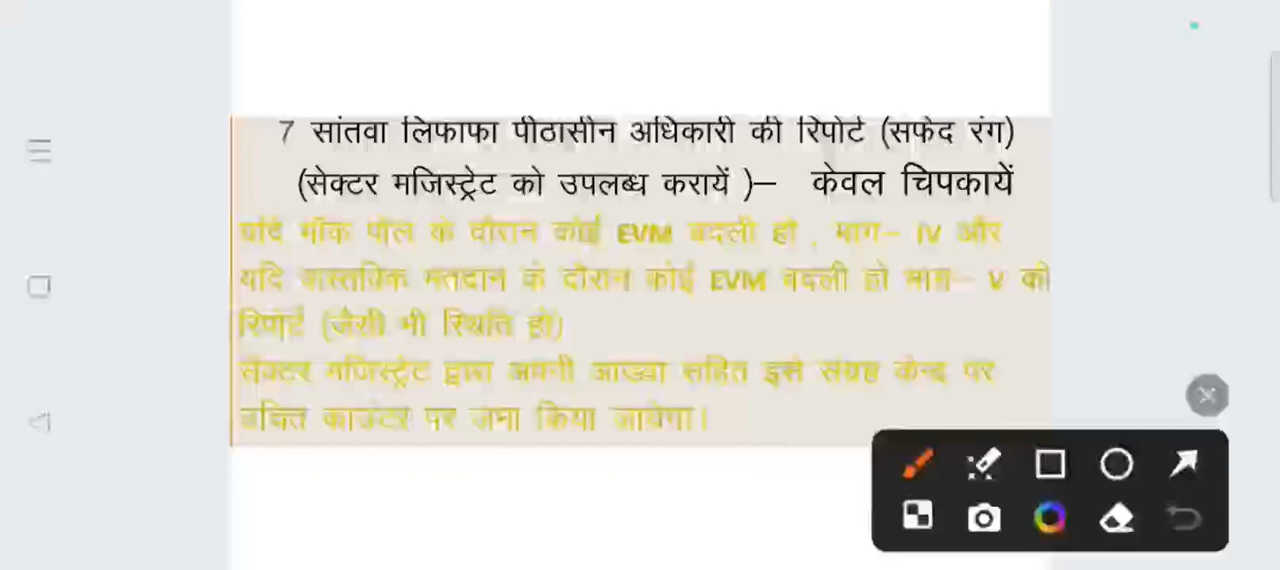 7 सांतवा लिफाफा पीठासीन अधिकारी की रिपोर्ट (सफेद रंग)
(सेक्टर मजिस्ट्रेट को उपलब्ध करायें )– केवल चिपकायें
यदि मॉक पोल के दौरान कोई EVM बदली हो , भाग– IV और
यदि वास्तविक मतदान के दौरान कोई EVM बदली हो भाग– V की
रिपोर्ट (जैसी भी स्थिति हो)
सेक्टर मजिस्ट्रेट द्वारा अपनी आख्या सहित इसे संग्रह केन्द्र पर
उचित काउंटर पर जमा किया जायेगा।